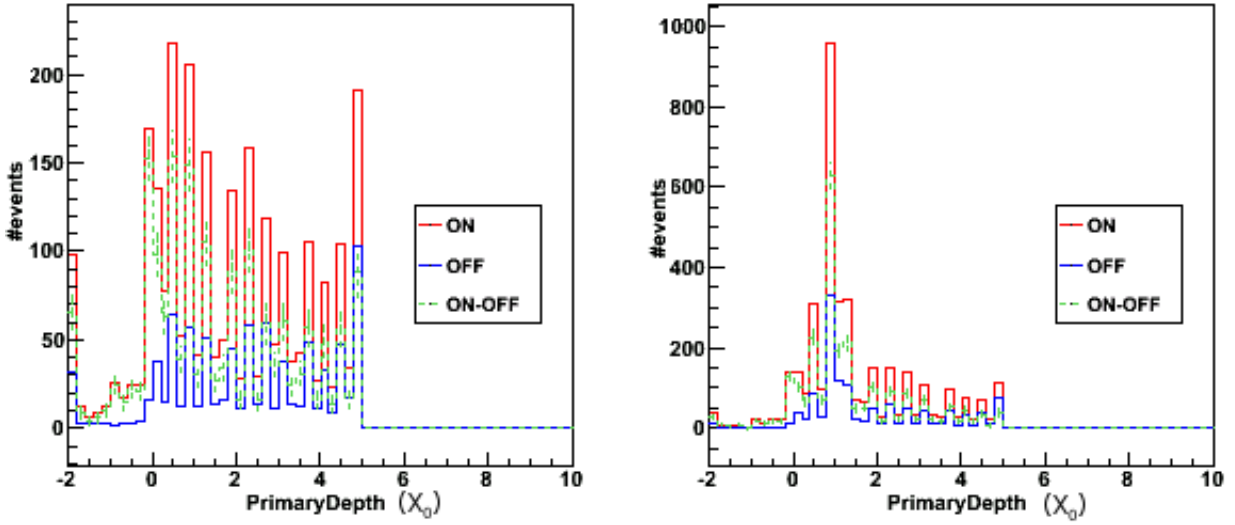 200
150
100
50
0
#events
ON
OFF
ON-OFF
-2 0 2 4 6 8 10
PrimaryDepth (X₀)
1000
800
600
400
200
0
#events
ON
OFF
ON-OFF
-2 0 2 4 6 8 10
PrimaryDepth (X₀)